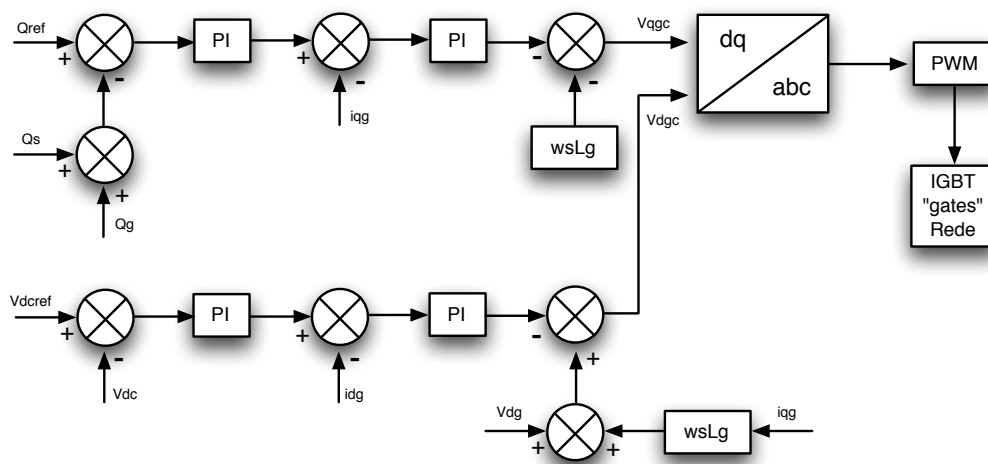 Qref
+
-
PI
+
-
iqg
PI
-
-
wsLg
Vqgc
dq
abc
PWM
Vdgc
IGBT
"gates"
Rede
Qs
+
+
Qg
Vdcref
+
-
Vdc
PI
+
-
idg
PI
-
+
Vdg
+
+
wsLg
iqg